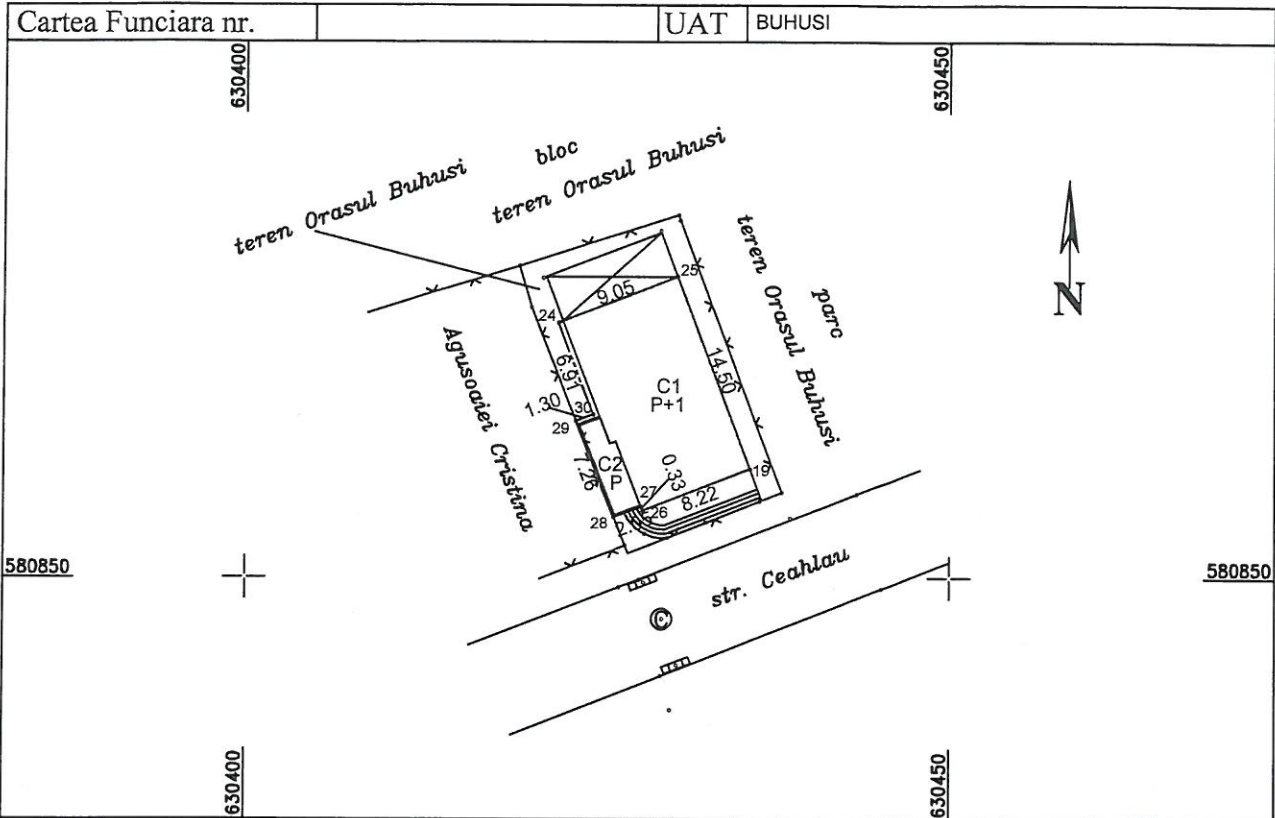 Cartea Funciara nr.
UAT
BUHUSI
630400
630450
bloc
teren Orasul Buhusi
teren Orasul Buhusi
teren Orasul Buhusi
parc
N
25
9.05
24
Agusoaiei Cristina
6.91
14.50
C1
P+1
1.30
30
29
C2
P
7.26
0.33
19
27
8.22
26
28
580850
580850
str. Ceahlau
C
630400
630450